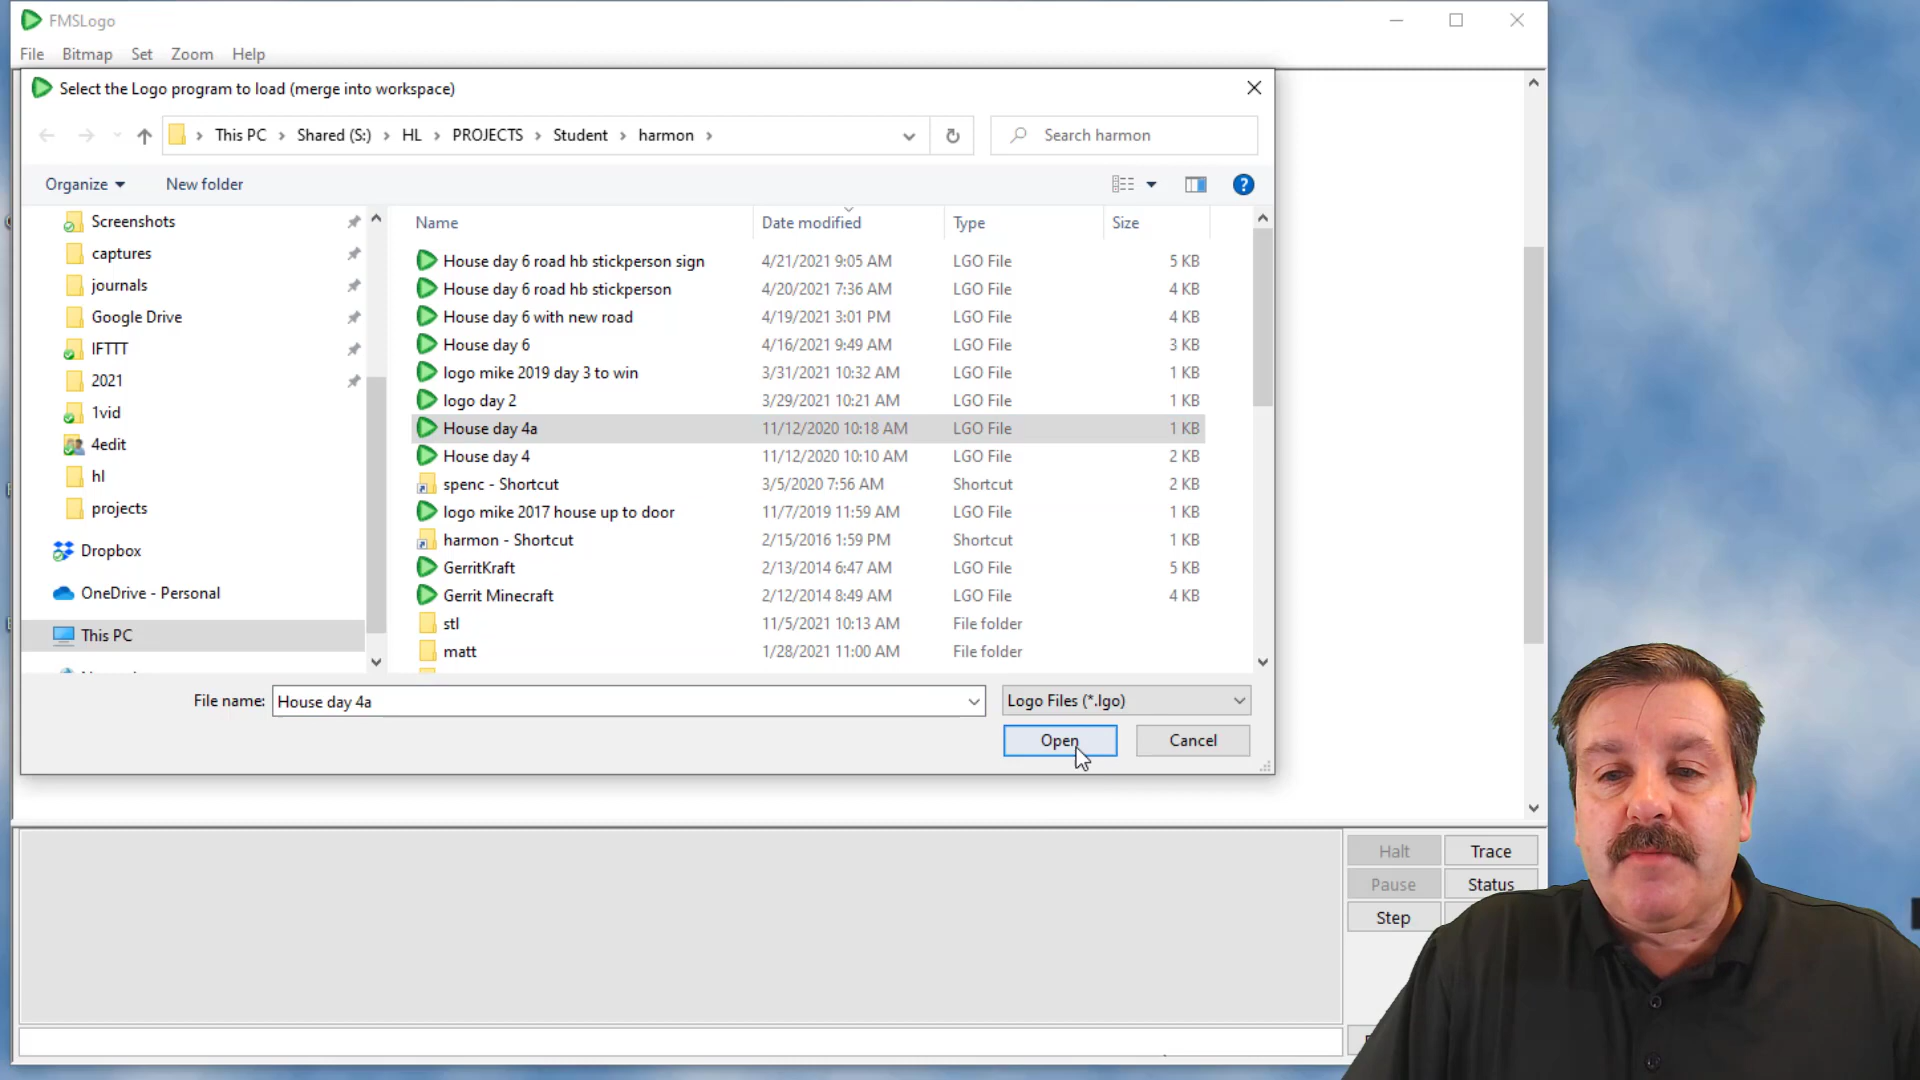 FMSLogo
File Bitmap Set Zoom Help
Select the Logo program to load (merge into workspace)
This PC Shared (S:) HL PROJECTS Student harmon
Search harmon
Organize New folder
Screenshots
captures
journals
Google Drive
IFTTT
2021
1vid
4edit
hl
projects
Dropbox
OneDrive - Personal
This PC
Name Date modified Type Size
House day 6 road hb stickperson sign 4/21/2021 9:05 AM LGO File 5 KB
House day 6 road hb stickperson 4/20/2021 7:36 AM LGO File 4 KB
House day 6 with new road 4/19/2021 3:01 PM LGO File 4 KB
House day 6 4/16/2021 9:49 AM LGO File 3 KB
logo mike 2019 day 3 to win 3/31/2021 10:32 AM LGO File 1 KB
logo day 2 3/29/2021 10:21 AM LGO File 1 KB
House day 4a 11/12/2020 10:18 AM LGO File 1 KB
House day 4 11/12/2020 10:10 AM LGO File 2 KB
spenc - Shortcut 3/5/2020 7:56 AM Shortcut 2 KB
logo mike 2017 house up to door 11/7/2019 11:59 AM LGO File 1 KB
harmon - Shortcut 2/15/2016 1:59 PM Shortcut 1 KB
GerritKraft 2/13/2014 6:47 AM LGO File 5 KB
Gerrit Minecraft 2/12/2014 8:49 AM LGO File 4 KB
stl 11/5/2021 10:13 AM File folder
matt 1/28/2021 11:00 AM File folder
File name: House day 4a Logo Files (*.lgo)
Open Cancel
Halt Trace
Pause Status
Step